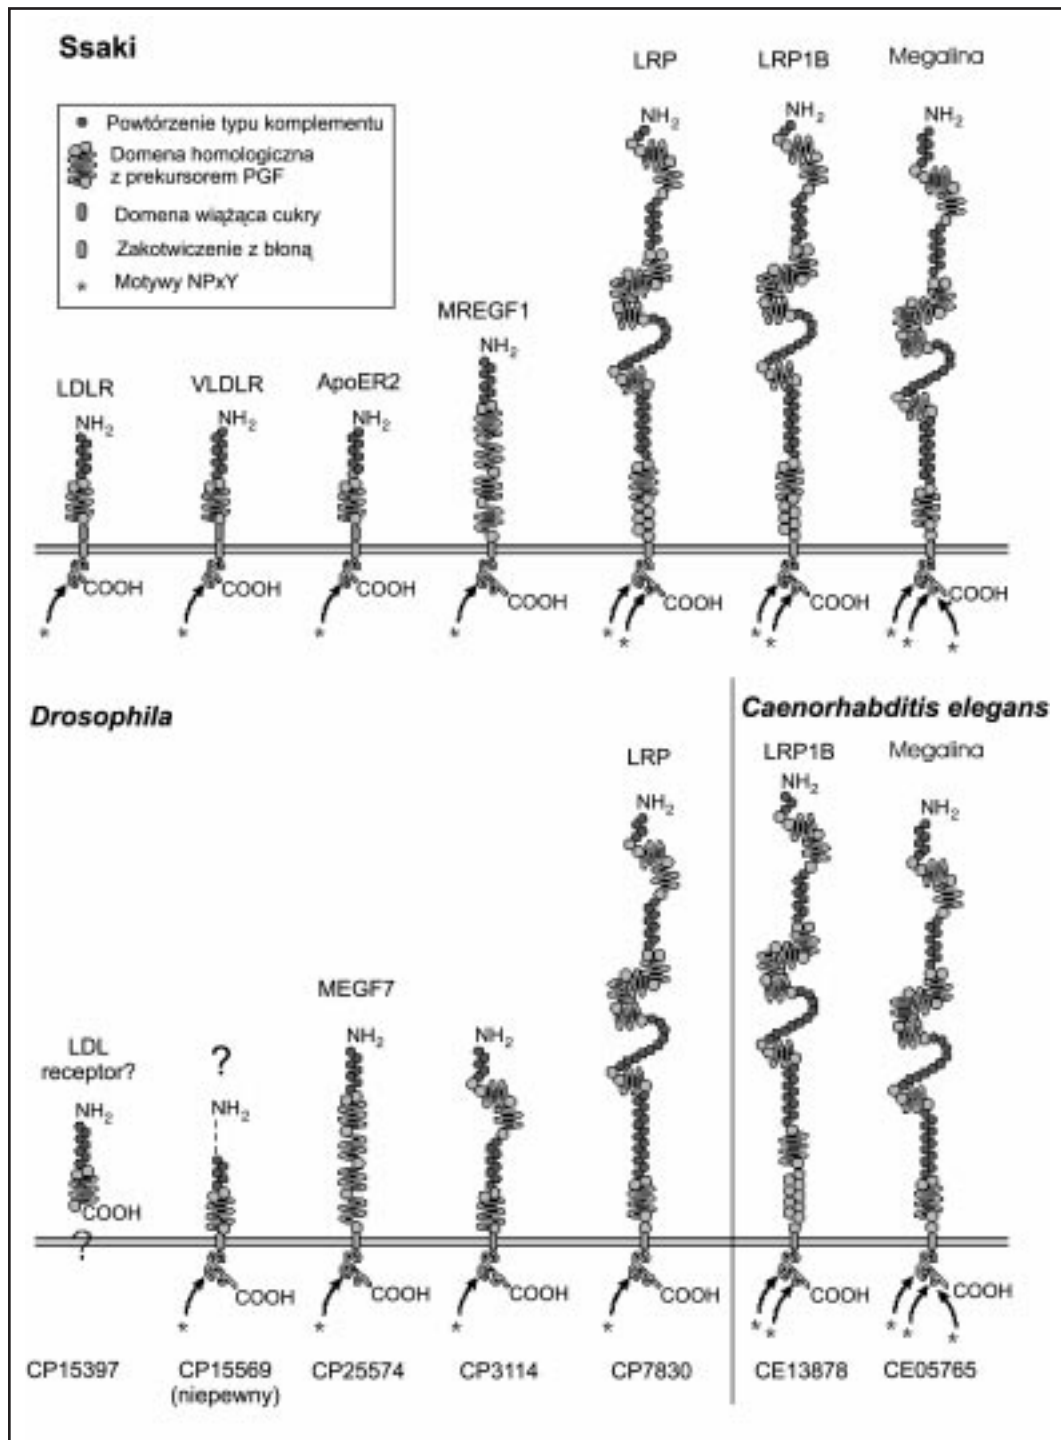 Ssaki
Powtórzenie typu komplementu
Domena homologiczna
z prekursorem PGF
Domena wiążąca cukry
Zakotwiczenie z błoną
* Motywy NPxY
LDLR
VLDLR
ApoER2
MREGF1
LRP
LRP1B
Megalina
NH2
NH2
NH2
NH2
NH2
NH2
NH2
COOH
COOH
COOH
COOH
COOH
COOH
COOH
*
*
*
*
* *
* *
* * *
Drosophila
Caenorhabditis elegans
LDL
receptor?
?
MEGF7
LRP
LRP1B
Megalina
NH2
NH2
NH2
NH2
NH2
NH2
NH2
COOH
?
COOH
COOH
COOH
COOH
COOH
COOH
*
*
*
*
* *
* * *
CP15397
CP15569
(niepewny)
CP25574
CP3114
CP7830
CE13878
CE05765